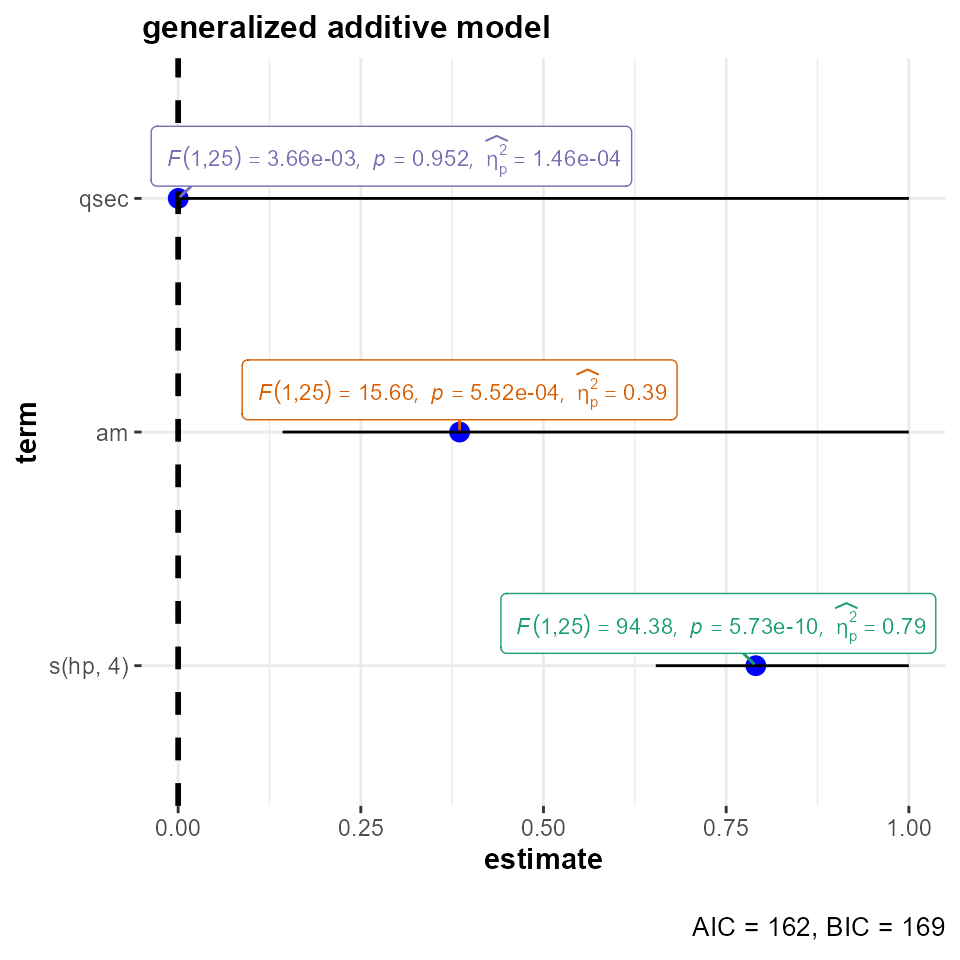 generalized additive model
F(1,25) = 3.66e-03, p = 0.952, η̂²ₚ = 1.46e-04
qsec
F(1,25) = 15.66, p = 5.52e-04, η̂²ₚ = 0.39
am
term
F(1,25) = 94.38, p = 5.73e-10, η̂²ₚ = 0.79
s(hp, 4)
0.00 0.25 0.50 0.75 1.00
estimate
AIC = 162, BIC = 169